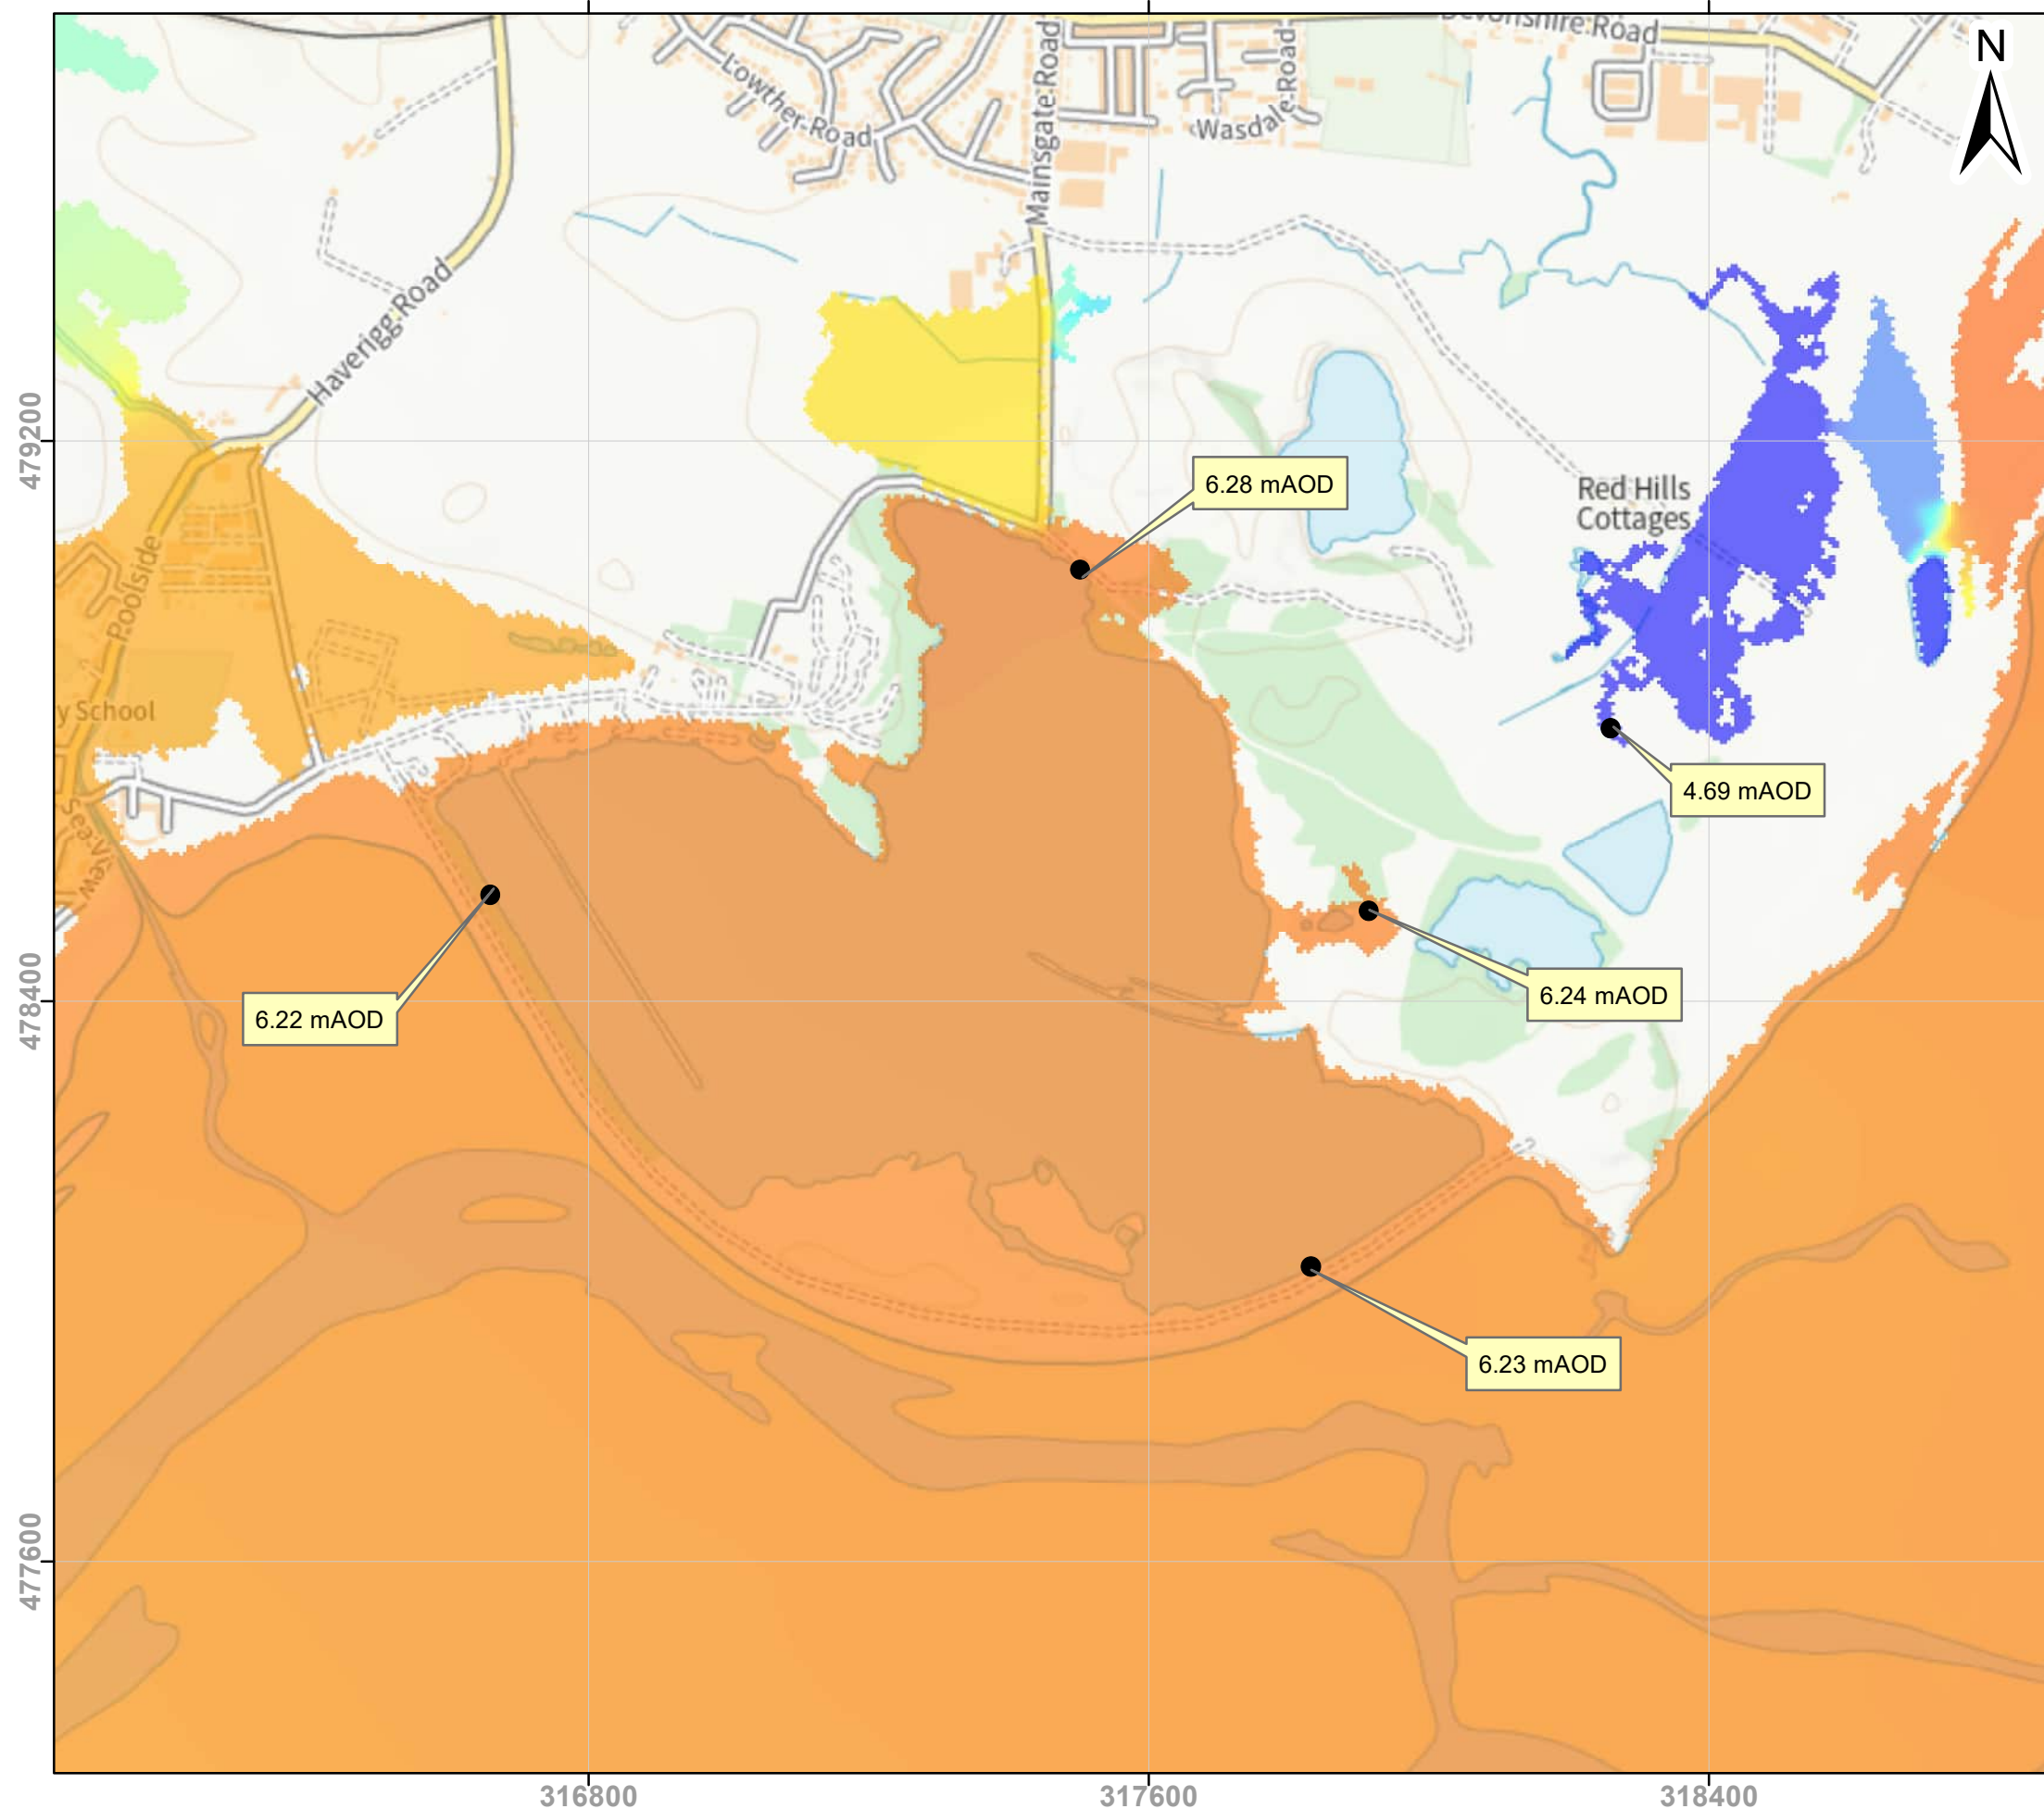 Devonshire Road
N
Lowther Road
Mainsgate Road
Wasdale Road
Haverigg Road
479200
6.28 mAOD
Red Hills
Cottages
Poolside
y School
4.69 mAOD
Sea View
478400
6.22 mAOD
6.24 mAOD
6.23 mAOD
477600
316800
317600
318400